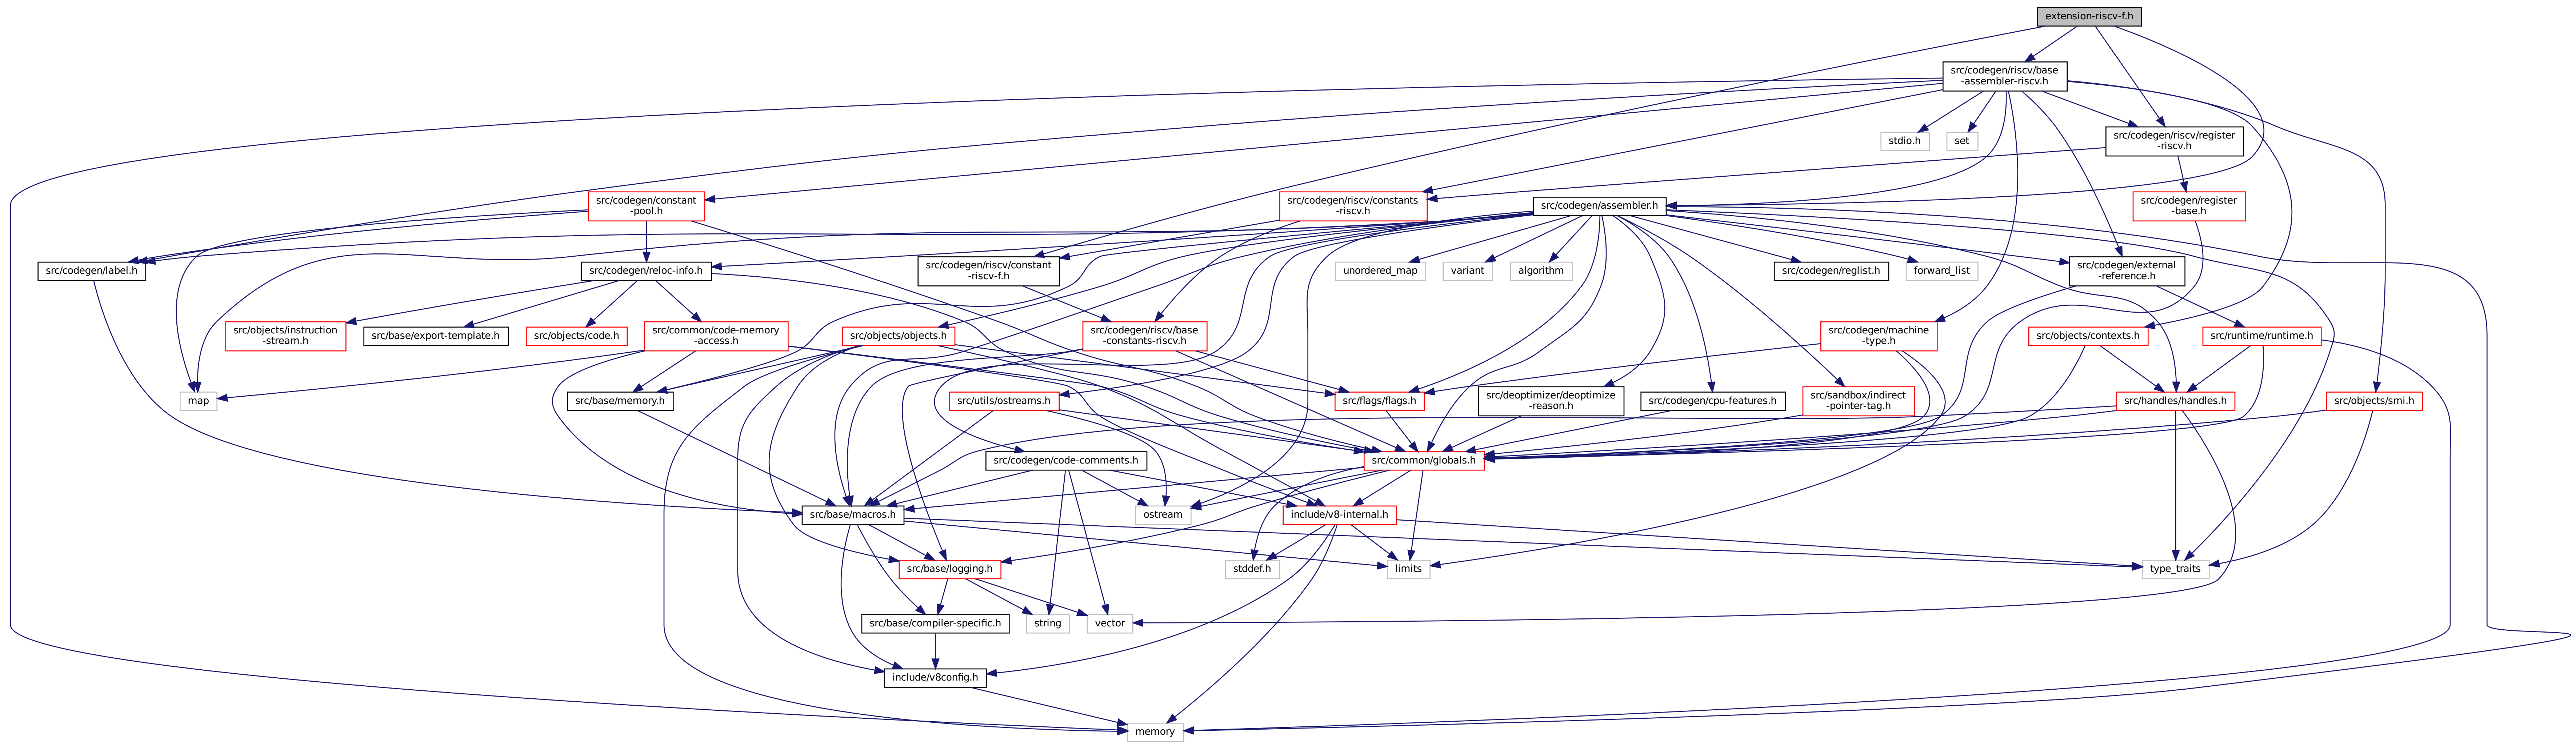 extension-riscv-f.h
src/codegen/riscv/base
-assembler-riscv.h
stdio.h
set
src/codegen/riscv/register
-riscv.h
src/codegen/constant
-pool.h
src/codegen/riscv/constants
-riscv.h
src/codegen/assembler.h
src/codegen/register
-base.h
src/codegen/label.h
src/codegen/reloc-info.h
src/codegen/riscv/constant
-riscv-f.h
unordered_map
variant
algorithm
src/codegen/reglist.h
forward_list
src/codegen/external
-reference.h
src/objects/instruction
-stream.h
src/base/export-template.h
src/objects/code.h
src/common/code-memory
-access.h
src/objects/objects.h
src/codegen/riscv/base
-constants-riscv.h
src/codegen/machine
-type.h
src/objects/contexts.h
src/runtime/runtime.h
map
src/base/memory.h
src/utils/ostreams.h
src/flags/flags.h
src/deoptimizer/deoptimize
-reason.h
src/codegen/cpu-features.h
src/sandbox/indirect
-pointer-tag.h
src/handles/handles.h
src/objects/smi.h
src/codegen/code-comments.h
src/common/globals.h
src/base/macros.h
ostream
include/v8-internal.h
src/base/logging.h
stddef.h
limits
type_traits
src/base/compiler-specific.h
string
vector
include/v8config.h
memory